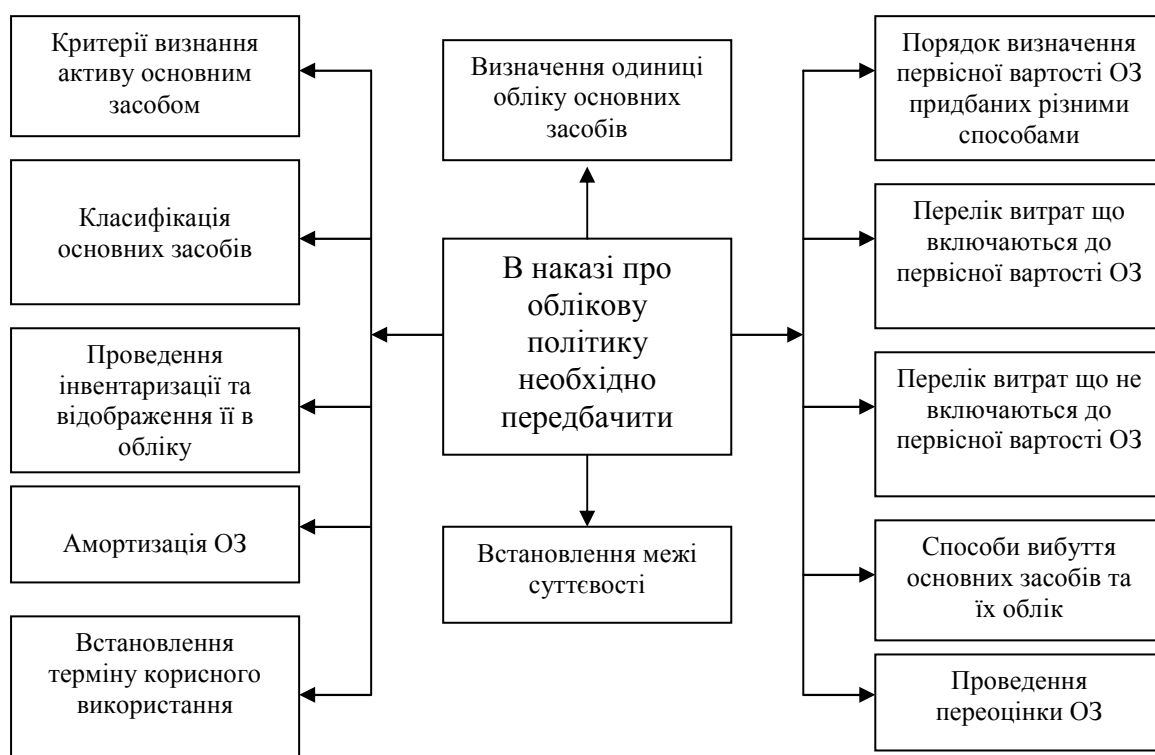 Критерії визнання
активу основним
засобом
Класифікація
основних засобів
Проведення
інвентаризації та
відображення її в
обліку
Амортизація ОЗ
Встановлення
терміну корисного
використання
Визначення одиниці
обліку основних
засобів
В наказі про
облікову
політику
необхідно
передбачити
Встановлення межі
суттєвості
Порядок визначення
первісної вартості ОЗ
придбаних різними
способами
Перелік витрат що
включаються до
первісної вартості ОЗ
Перелік витрат що не
включаються до
первісної вартості ОЗ
Способи вибуття
основних засобів та
їх облік
Проведення
переоцінки ОЗ